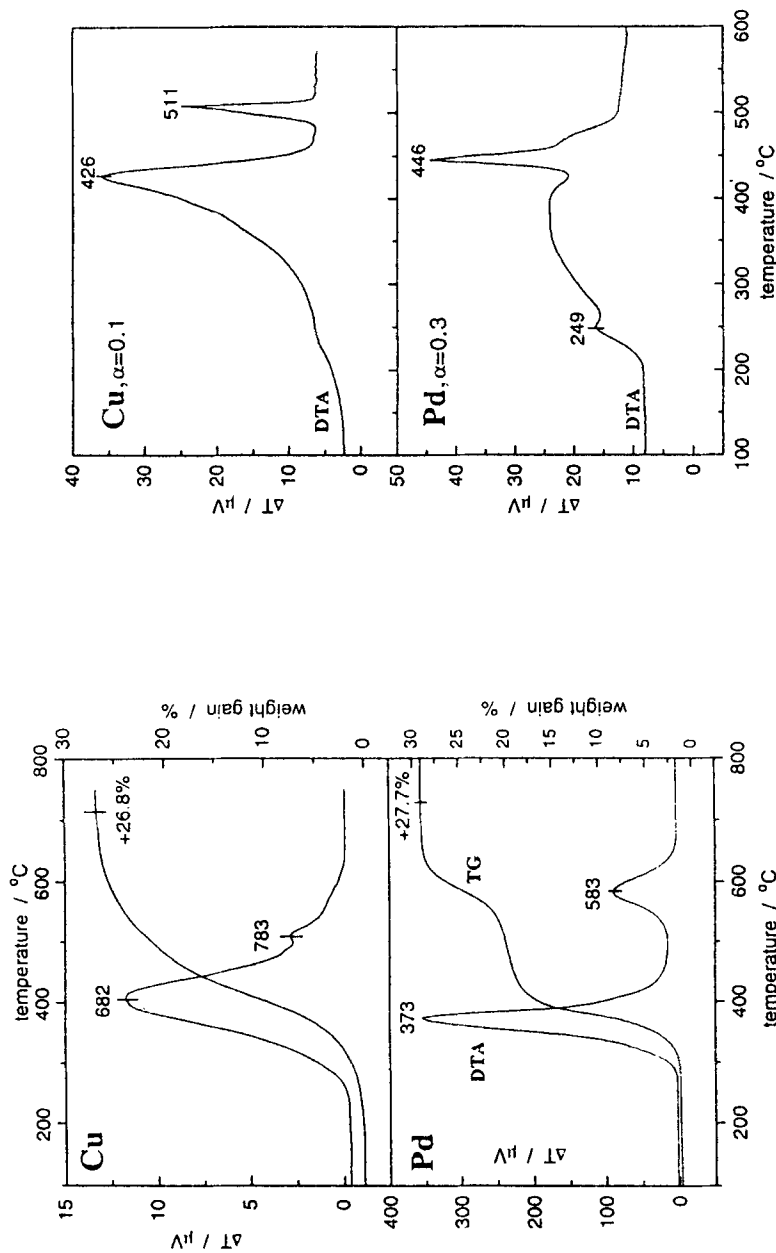 temperature / °C
200 400 600 800
Cu
ΔT / μV
15
10
5
0
682
783
+26.8%
30
20
10
0
weight gain / %
Pd
ΔT / μV
400
300
200
100
0
DTA
373
TG
583
+27.7%
30
25
20
15
10
5
0
weight gain / %
200 400 600 800
temperature / °C
Cu, α=0.1
ΔT / μV
40
30
20
10
0
DTA
426
511
Pd, α=0.3
ΔT / μV
50
40
30
20
10
0
DTA
249
446
100 200 300 400 500 600
temperature / °C